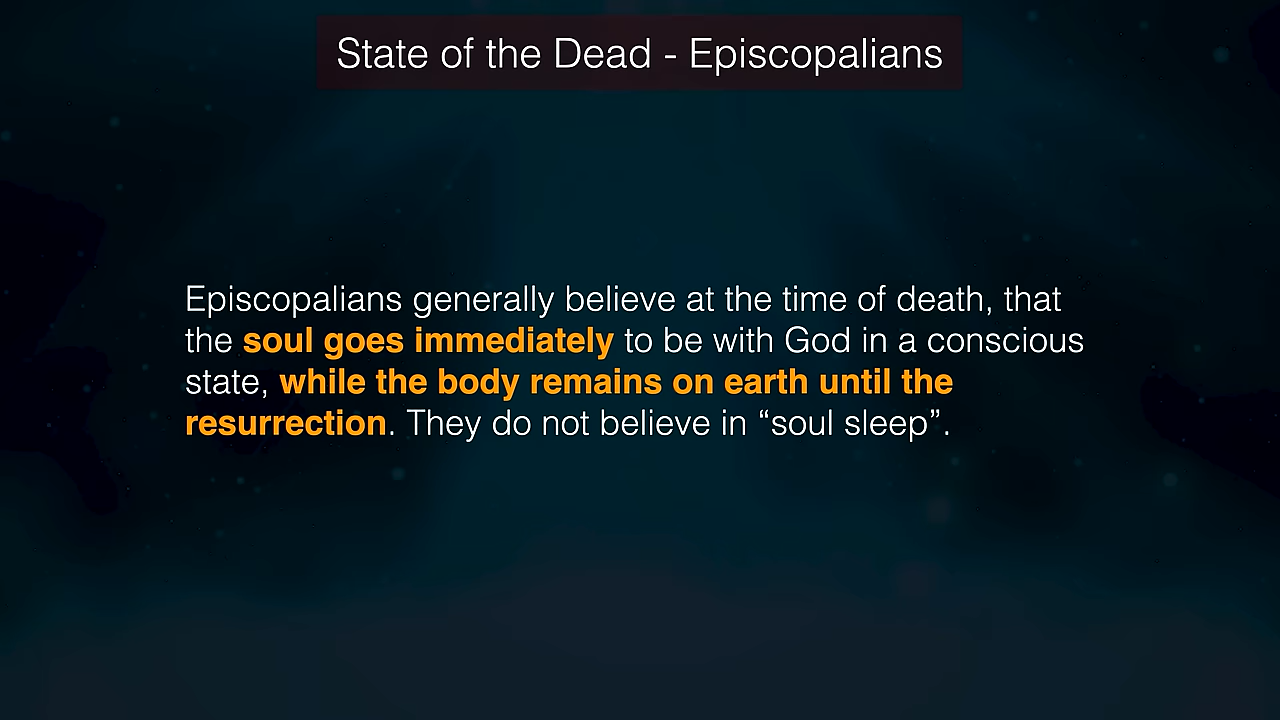 State of the Dead - Episcopalians
Episcopalians generally believe at the time of death, that
the soul goes immediately to be with God in a conscious
state, while the body remains on earth until the
resurrection. They do not believe in “soul sleep”.